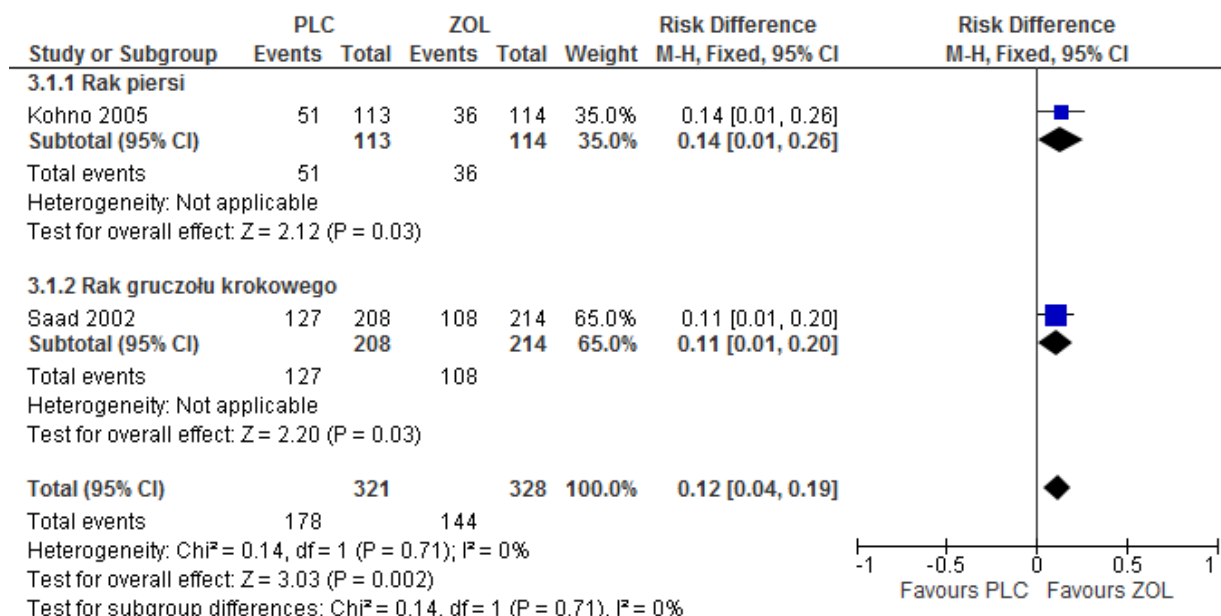 PLC ZOL Risk Difference Risk Difference
Study or Subgroup Events Total Events Total Weight M-H, Fixed, 95% CI M-H, Fixed, 95% CI
3.1.1 Rak piersi
Kohno 2005 51 113 36 114 35.0% 0.14 [0.01, 0.26]
Subtotal (95% CI) 113 114 35.0% 0.14 [0.01, 0.26]
Total events 51 36
Heterogeneity: Not applicable
Test for overall effect: Z = 2.12 (P = 0.03)
3.1.2 Rak gruczołu krokowego
Saad 2002 127 208 108 214 65.0% 0.11 [0.01, 0.20]
Subtotal (95% CI) 208 214 65.0% 0.11 [0.01, 0.20]
Total events 127 108
Heterogeneity: Not applicable
Test for overall effect: Z = 2.20 (P = 0.03)
Total (95% CI) 321 328 100.0% 0.12 [0.04, 0.19]
Total events 178 144
Heterogeneity: Chi² = 0.14, df = 1 (P = 0.71); I² = 0%
Test for overall effect: Z = 3.03 (P = 0.002)
Test for subgroup differences: Chi² = 0.14, df = 1 (P = 0.71), I² = 0%
-1 -0.5 0 0.5 1
Favours PLC Favours ZOL